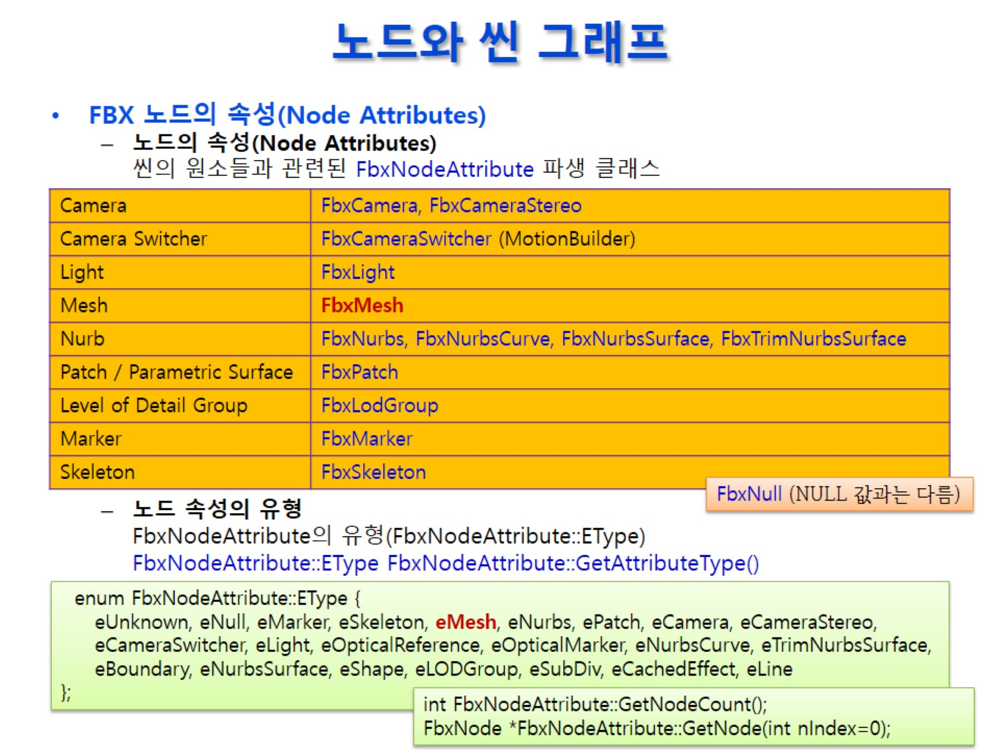 노드와 씬 그래프
• FBX 노드의 속성(Node Attributes)
– 노드의 속성(Node Attributes)
씬의 원소들과 관련된 FbxNodeAttribute 파생 클래스
Camera FbxCamera, FbxCameraStereo
Camera Switcher FbxCameraSwitcher (MotionBuilder)
Light FbxLight
Mesh FbxMesh
Nurb FbxNurbs, FbxNurbsCurve, FbxNurbsSurface, FbxTrimNurbsSurface
Patch / Parametric Surface FbxPatch
Level of Detail Group FbxLodGroup
Marker FbxMarker
Skeleton FbxSkeleton
FbxNull (NULL 값과는 다름)
– 노드 속성의 유형
FbxNodeAttribute의 유형(FbxNodeAttribute::EType)
FbxNodeAttribute::EType FbxNodeAttribute::GetAttributeType()
enum FbxNodeAttribute::EType {
eUnknown, eNull, eMarker, eSkeleton, eMesh, eNurbs, ePatch, eCamera, eCameraStereo,
eCameraSwitcher, eLight, eOpticalReference, eOpticalMarker, eNurbsCurve, eTrimNurbsSurface,
eBoundary, eNurbsSurface, eShape, eLODGroup, eSubDiv, eCachedEffect, eLine
};
int FbxNodeAttribute::GetNodeCount();
FbxNode *FbxNodeAttribute::GetNode(int nIndex=0);